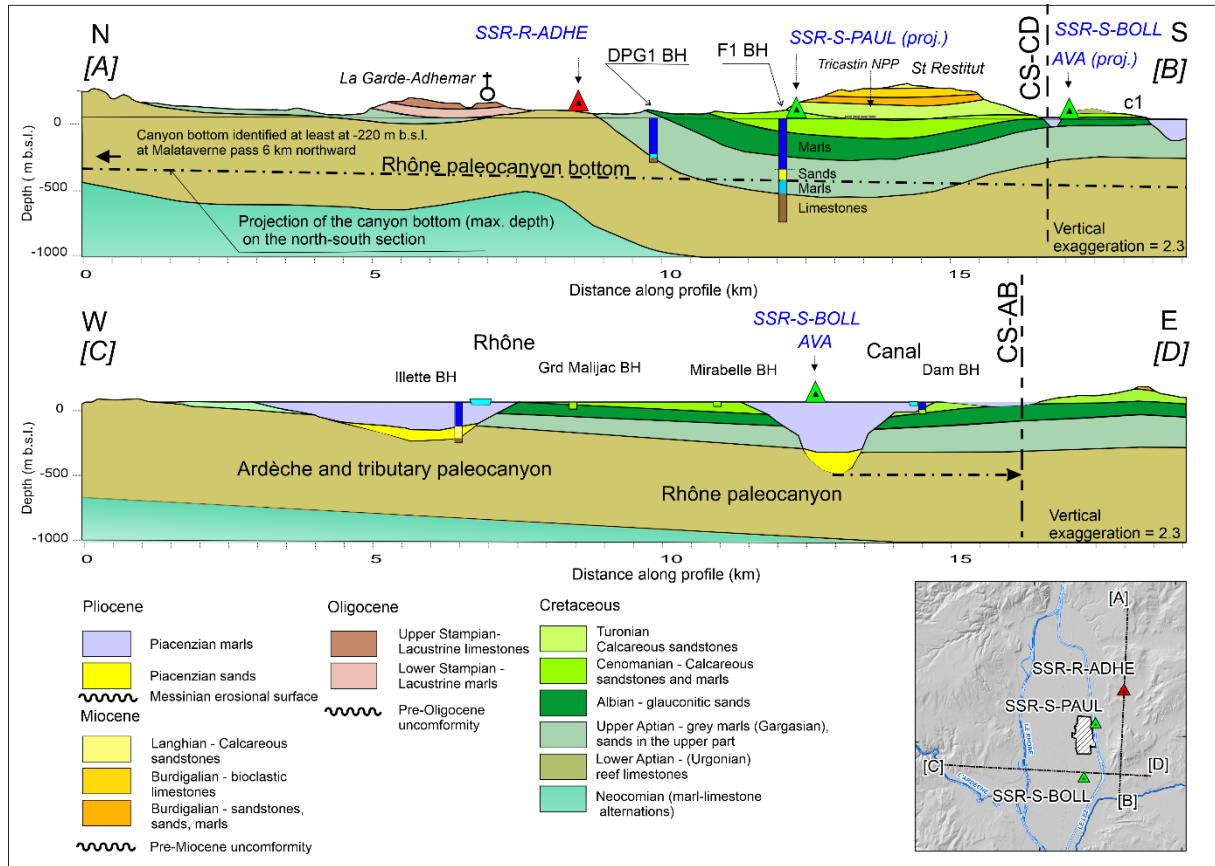 N
[A]
SSR-R-ADHE
DPG1 BH
F1 BH
SSR-S-PAUL (proj.)
CS-CD
SSR-S-BOLL
AVA (proj.)
S
[B]
La Garde-Adhemar
Tricastin NPP
St Restitut
c1
Canyon bottom identified at least at -220 m b.s.l.
at Malataverne pass 6 km northward
Rhône paleocanyon bottom
Marls
Sands
Marls
Limestones
Projection of the canyon bottom (max. depth)
on the north-south section
Vertical
exaggeration = 2.3
Depth ( m b.s.l.)
0
-500
-1000
0
5
10
15
Distance along profile (km)
W
[C]
Rhône
SSR-S-BOLL
AVA
Canal
CS-AB
E
[D]
Illette BH
Grd Malijac BH
Mirabelle BH
Dam BH
Ardèche and tributary paleocanyon
Rhône paleocanyon
Vertical
exaggeration = 2.3
Depth (m b.s.l.)
0
-500
-1000
0
5
10
15
Distance along profile (km)
Pliocene
Piacenzian marls
Piacenzian sands
Messinian erosional surface
Miocene
Langhian - Calcareous
sandstones
Burdigalian - bioclastic
limestones
Burdigalian - sandstones,
sands, marls
Pre-Miocene uncomformity
Oligocene
Upper Stampian-
Lacustrine limestones
Lower Stampian -
Lacustrine marls
Pre-Oligocene
uncomformity
Cretaceous
Turonian
Calcareous sandstones
Cenomanian - Calcareous
sandstones and marls
Albian - glauconitic sands
Upper Aptian - grey marls (Gargasian),
sands in the upper part
Lower Aptian - (Urgonian)
reef limestones
Neocomian (marl-limestone
alternations)
[A]
SSR-R-ADHE
SSR-S-PAUL
LE RHONE
[C]
[D]
L'ARDECHE
SSR-S-BOLL
[B]
LE LEZ